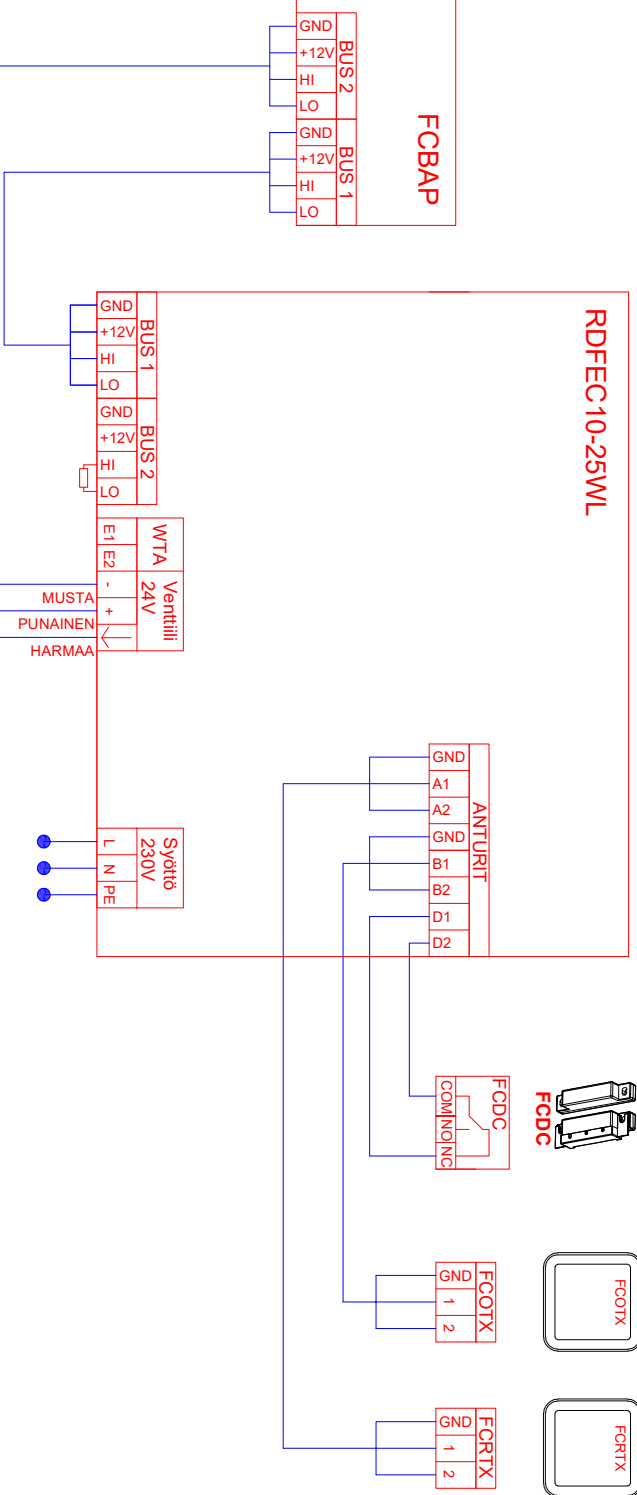 FCBAP
BUS 2
GND
+12V
HI
LO
BUS 1
GND
+12V
HI
LO
RDFEC10-25WL
BUS 1
GND
+12V
HI
LO
BUS 2
GND
+12V
HI
LO
WTA
E1
E2
Venttiili
24V
-
+
MUSTA
PUNAINEN
HARMAA
Syöttö
230V
L
N
PE
ANTURIT
GND
A1
A2
GND
B1
B2
D1
D2
FCDC
FCDC
COM
NO
NC
FCOTX
FCOTX
GND
1
2
FCRTX
FCRTX
GND
1
2